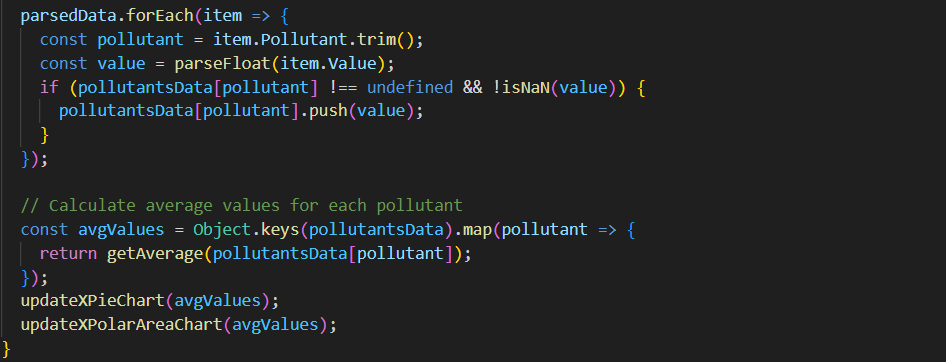 parsedData.forEach(item => {
const pollutant = item.Pollutant.trim();
const value = parseFloat(item.Value);
if (pollutantsData[pollutant] !== undefined && !isNaN(value)) {
pollutantsData[pollutant].push(value);
}
});
// Calculate average values for each pollutant
const avgValues = Object.keys(pollutantsData).map(pollutant => {
return getAverage(pollutantsData[pollutant]);
});
updateXPieChart(avgValues);
updateXPolarAreaChart(avgValues);
}